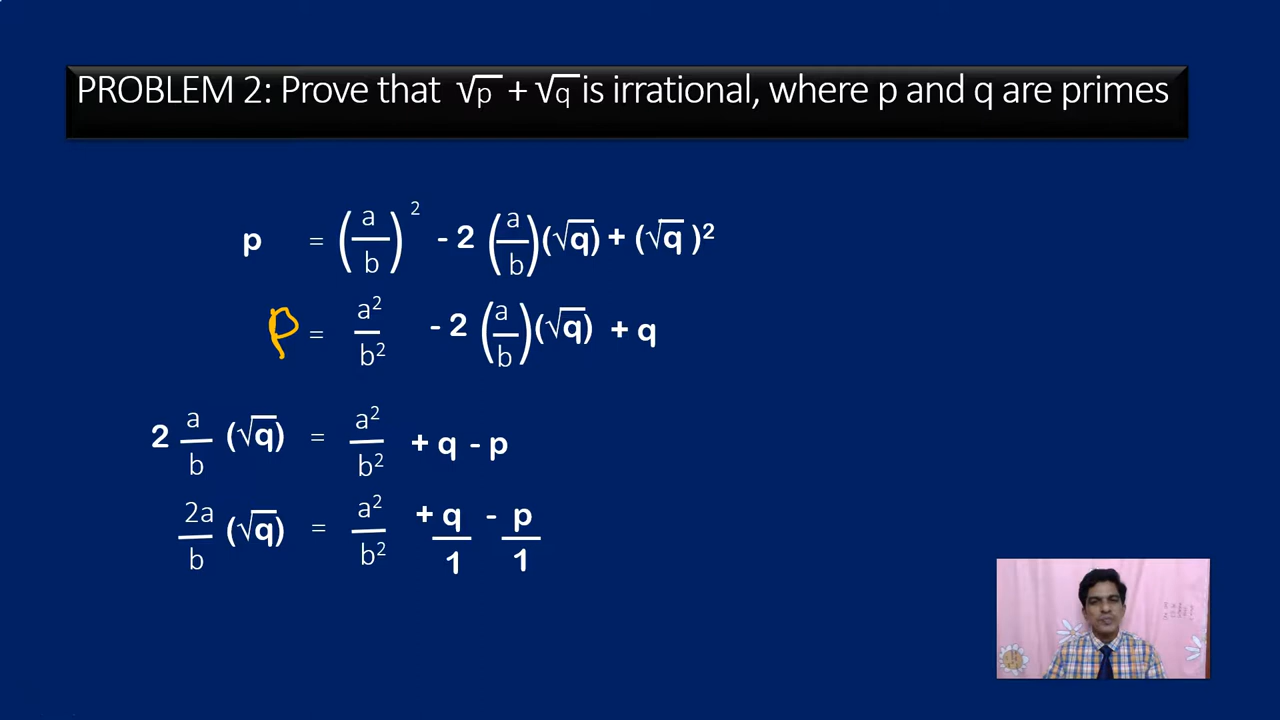 PROBLEM 2: Prove that √p + √q is irrational, where p and q are primes
p = (a/b)² - 2 (a/b)(√q) + (√q )²
P = a²/b² - 2 (a/b)(√q) + q
2 a/b (√q) = a²/b² + q - p
2a/b (√q) = a²/b² + q/1 - p/1